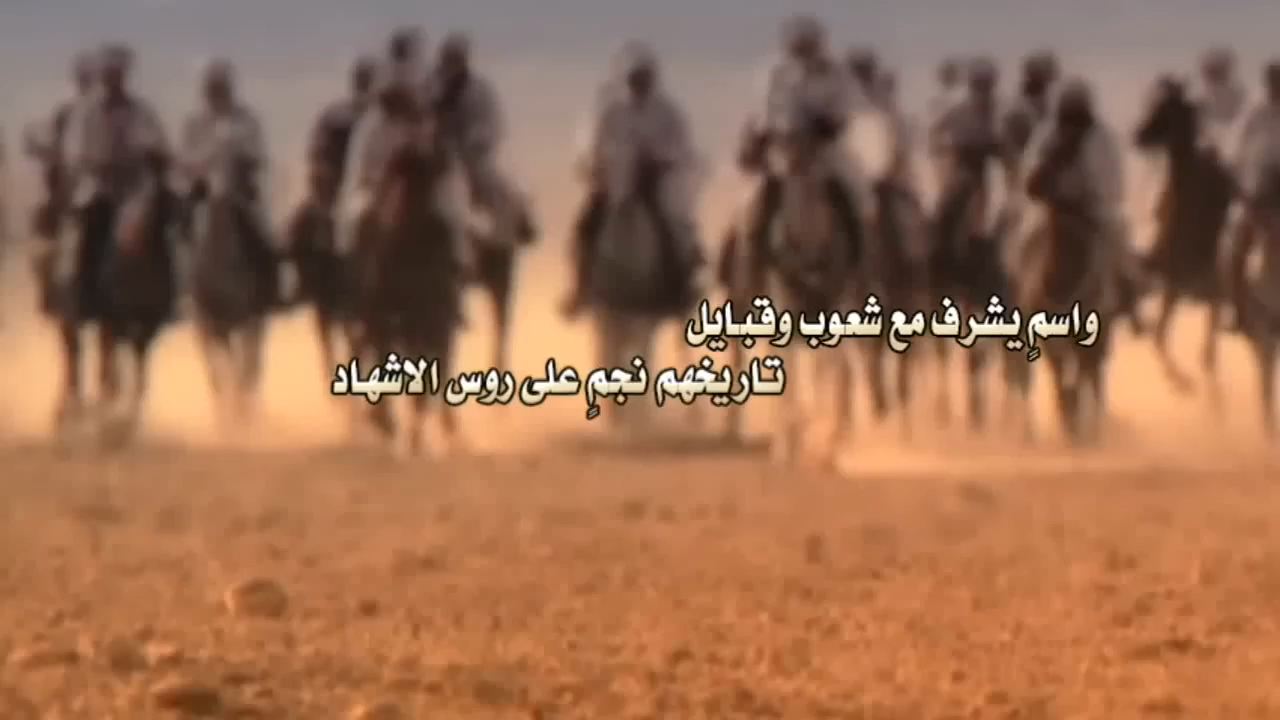 واسمٍ يشرف مع شعوب وقبايل
تاريخهم نجمٍ على روس الاشهاد